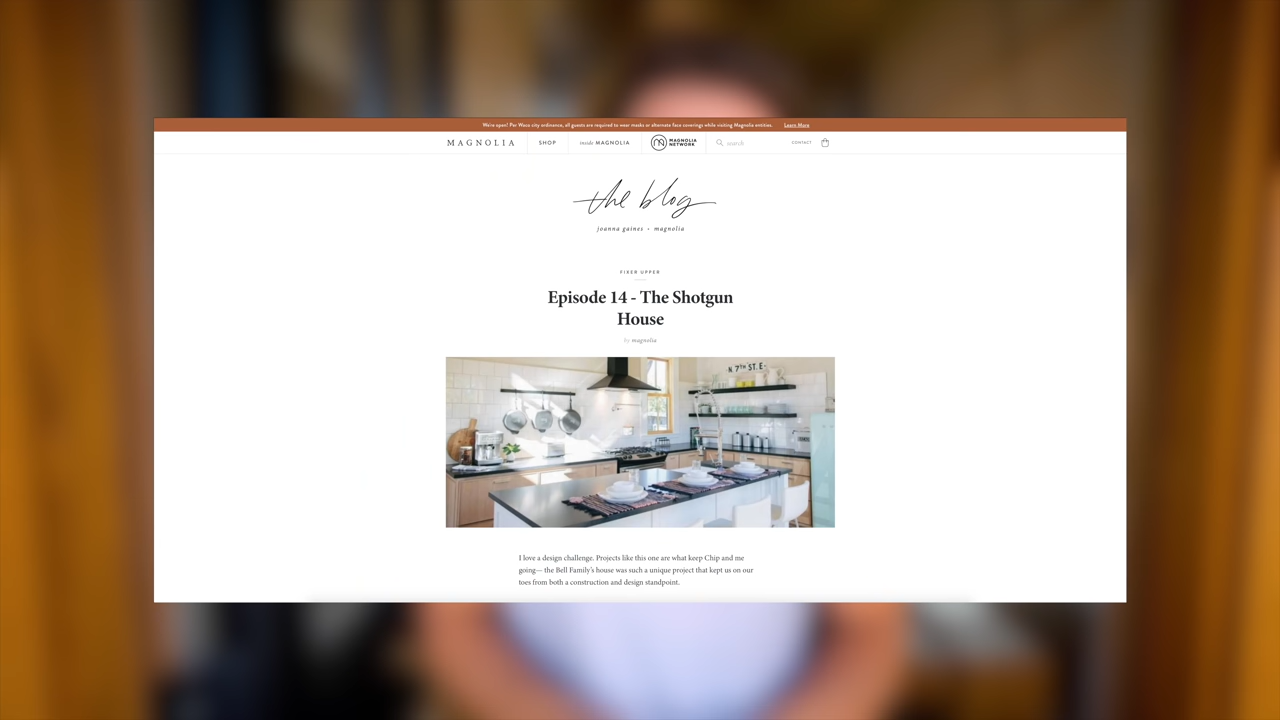 We're open! Per Waco city ordinance, all guests are required to wear masks or alternate face coverings while visiting Magnolia entities. Learn More
MAGNOLIA SHOP inside MAGNOLIA MAGNOLIA NETWORK search CONTACT
the blog
joanna gaines • magnolia
FIXER UPPER
Episode 14 - The Shotgun
House
by magnolia
N 7TH ST. E
I love a design challenge. Projects like this one are what keep Chip and me
going— the Bell Family's house was such a unique project that kept us on our
toes from both a construction and design standpoint.